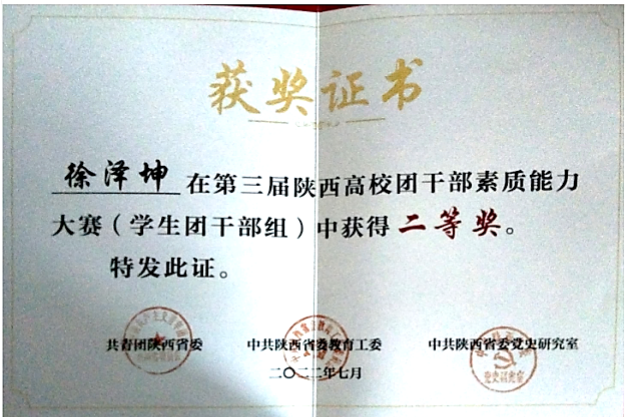 获奖证书
徐泽坤 在第三届陕西高校团干部素质能力
大赛（学生团干部组）中获得 二等奖。
特发此证。
共青团陕西省委 中共陕西省委教育工委 中共陕西省委党史研究室
二〇二二年七月